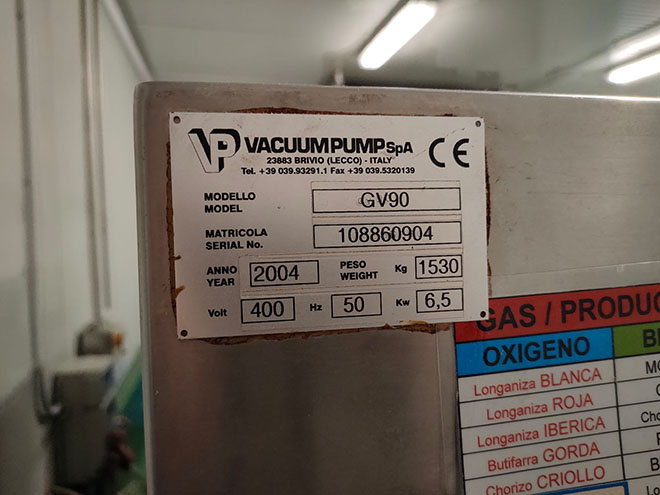 VP VACUUMPUMP SpA CE
23883 BRIVIO (LECCO) - ITALY
Tel. +39 039.93291.1 Fax +39 039.5320139
MODELLO
MODEL
GV90
MATRICOLA
SERIAL No.
108860904
ANNO
YEAR
2004
PESO
WEIGHT
Kg 1530
Volt 400 Hz 50 Kw 6,5
GAS / PRODUC
OXIGENO
Longaniza BLANCA
Longaniza ROJA
Longaniza IBERICA
Butifarra GORDA
Chorizo CRIOLLO